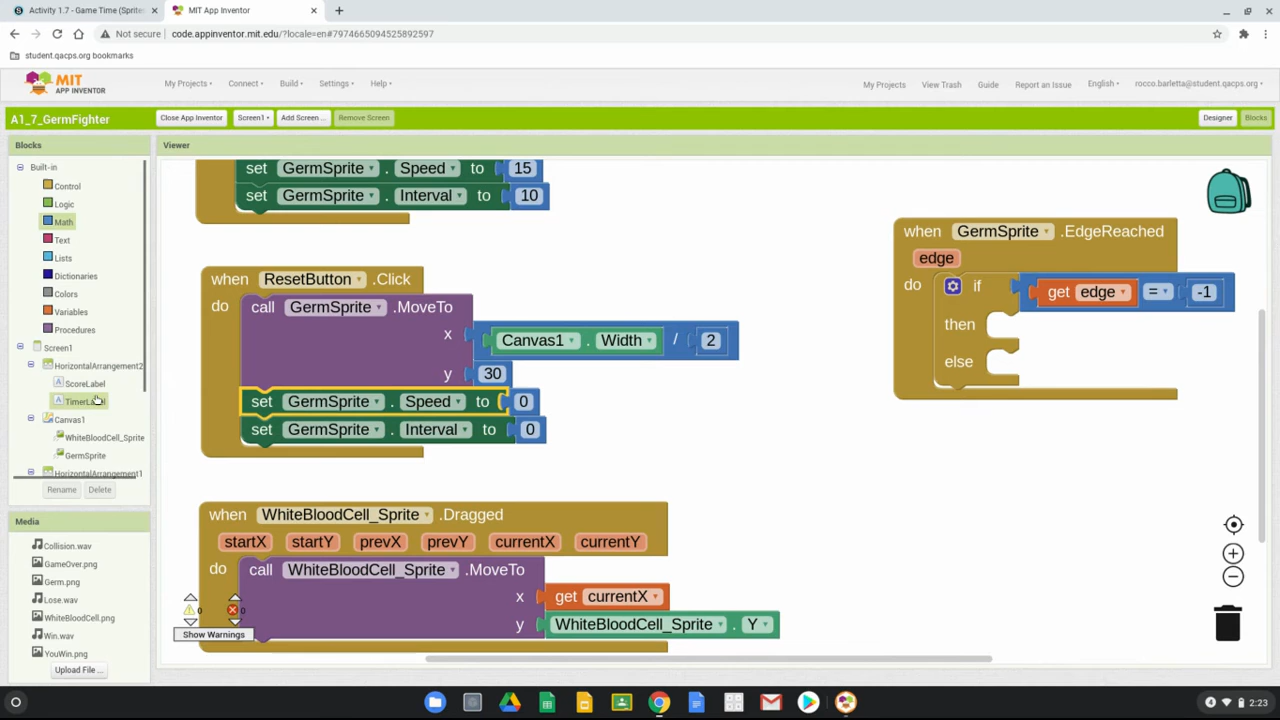 Activity 1.7 - Germ Time (Sprite
MIT App Inventor
Not secure
code.appinventor.mit.edu/?locale=en#7974665094525892597
student.qacps.org bookmarks
MIT
APP INVENTOR
My Projects
Connect
Build
Settings
Help
My Projects
View Trash
Guide
Report an Issue
English
rocco.barletta@student.qacps.org
A1_7_GermFighter
Close App Inventor
Screen1
Add Screen ...
Remove Screen
Designer
Blocks
Blocks
Viewer
Built-in
Control
Logic
Math
Text
Lists
Dictionaries
Colors
Variables
Procedures
Screen1
HorizontalArrangement2
ScoreLabel
Canvas1
WhiteBloodCell_Sprite
GermSprite
HorizontalArrangement1
Rename
Delete
Media
Collision.wav
GameOver.png
Germ.png
Lose.wav
WhiteBloodCell.png
Win.wav
YouWin.png
Upload File ...
set GermSprite . Speed to 15
set GermSprite . Interval to 10
when ResetButton .Click
do call GermSprite .MoveTo
x Canvas1 . Width / 2
y 30
set GermSprite . Speed to 0
set GermSprite . Interval to 0
when WhiteBloodCell_Sprite .Dragged
startX startY prevX prevY currentX currentY
do call WhiteBloodCell_Sprite .MoveTo
x get currentX
y WhiteBloodCell_Sprite . Y
when GermSprite .EdgeReached
edge
do if get edge = -1
then
else
0 0
Show Warnings
4 2:23